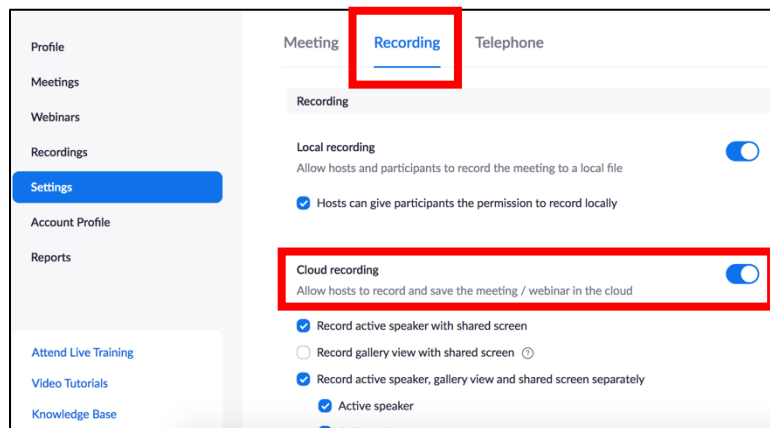 Profile
Meetings
Webinars
Recordings
Settings
Account Profile
Reports
Attend Live Training
Video Tutorials
Knowledge Base
Meeting Recording Telephone
Recording
Local recording
Allow hosts and participants to record the meeting to a local file
Hosts can give participants the permission to record locally
Cloud recording
Allow hosts to record and save the meeting / webinar in the cloud
Record active speaker with shared screen
Record gallery view with shared screen ?
Record active speaker, gallery view and shared screen separately
Active speaker